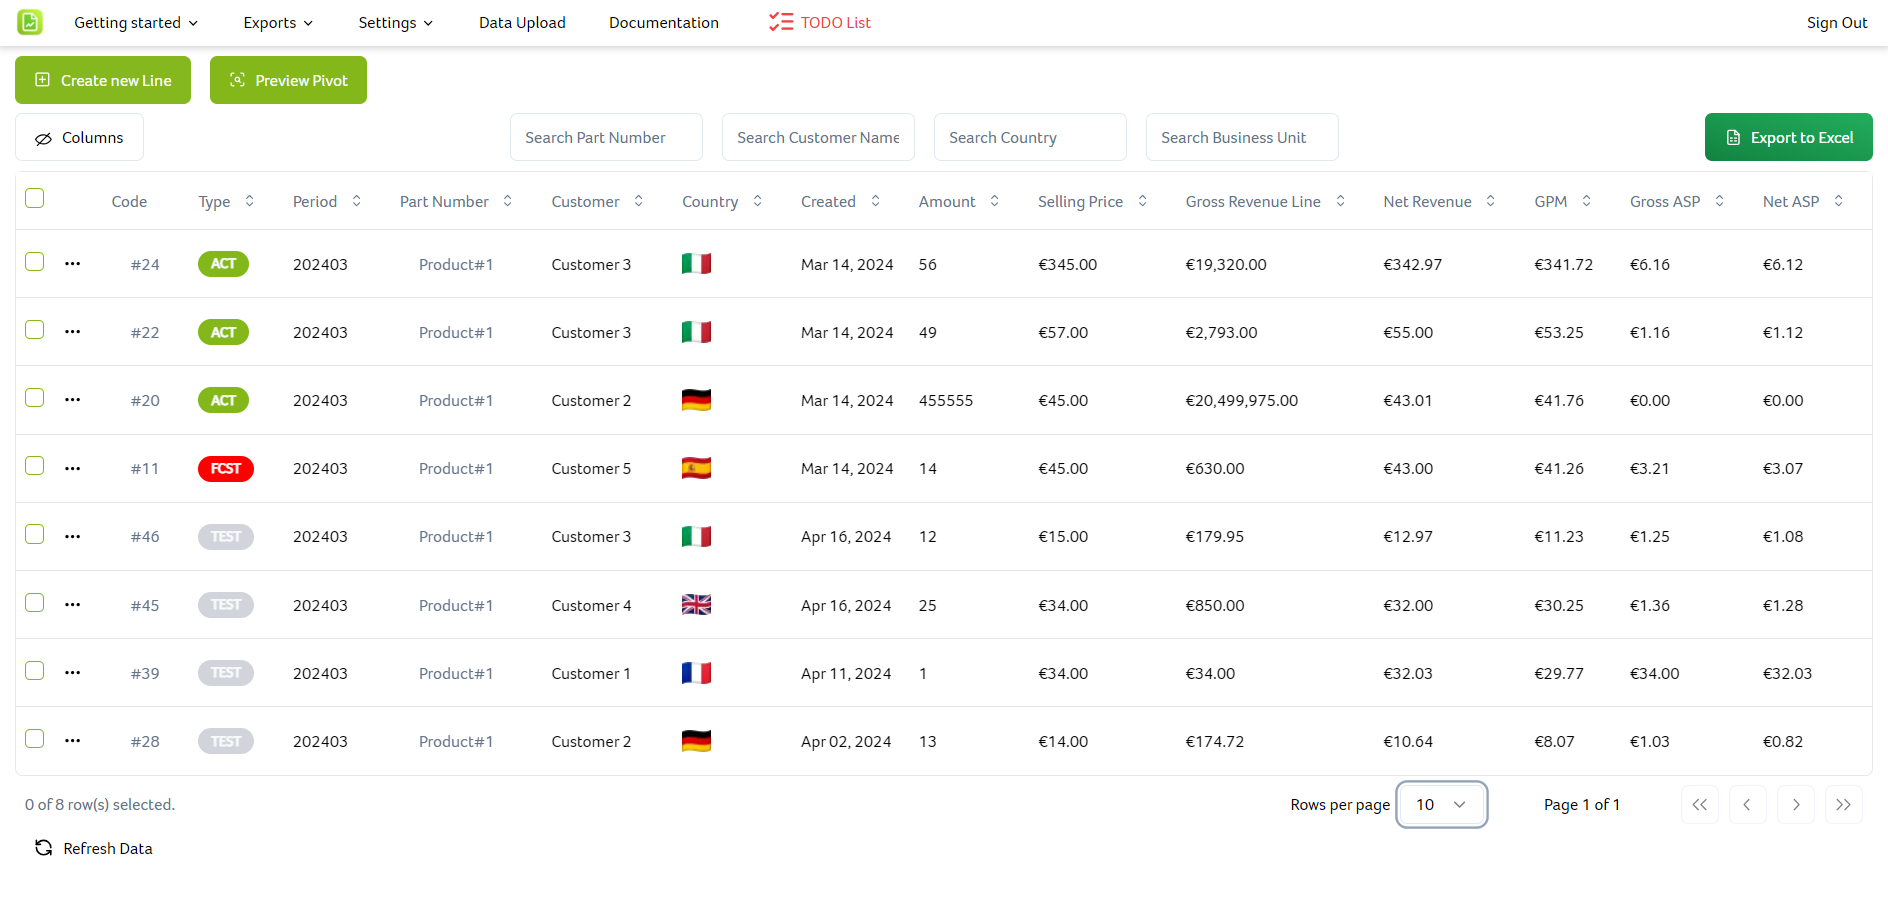 Getting started Exports Settings Data Upload Documentation TODO List Sign Out
Create new Line Preview Pivot
Columns Search Part Number Search Customer Name Search Country Search Business Unit Export to Excel
Code Type Period Part Number Customer Country Created Amount Selling Price Gross Revenue Line Net Revenue GPM Gross ASP Net ASP
#24 ACT 202403 Product#1 Customer 3 Mar 14, 2024 56 €345.00 €19,320.00 €342.97 €341.72 €6.16 €6.12
#22 ACT 202403 Product#1 Customer 3 Mar 14, 2024 49 €57.00 €2,793.00 €55.00 €53.25 €1.16 €1.12
#20 ACT 202403 Product#1 Customer 2 Mar 14, 2024 455555 €45.00 €20,499,975.00 €43.01 €41.76 €0.00 €0.00
#11 FCST 202403 Product#1 Customer 5 Mar 14, 2024 14 €45.00 €630.00 €43.00 €41.26 €3.21 €3.07
#46 TEST 202403 Product#1 Customer 3 Apr 16, 2024 12 €15.00 €179.95 €12.97 €11.23 €1.25 €1.08
#45 TEST 202403 Product#1 Customer 4 Apr 16, 2024 25 €34.00 €850.00 €32.00 €30.25 €1.36 €1.28
#39 TEST 202403 Product#1 Customer 1 Apr 11, 2024 1 €34.00 €34.00 €32.03 €29.77 €34.00 €32.03
#28 TEST 202403 Product#1 Customer 2 Apr 02, 2024 13 €14.00 €174.72 €10.64 €8.07 €1.03 €0.82
0 of 8 row(s) selected. Rows per page 10 Page 1 of 1
Refresh Data